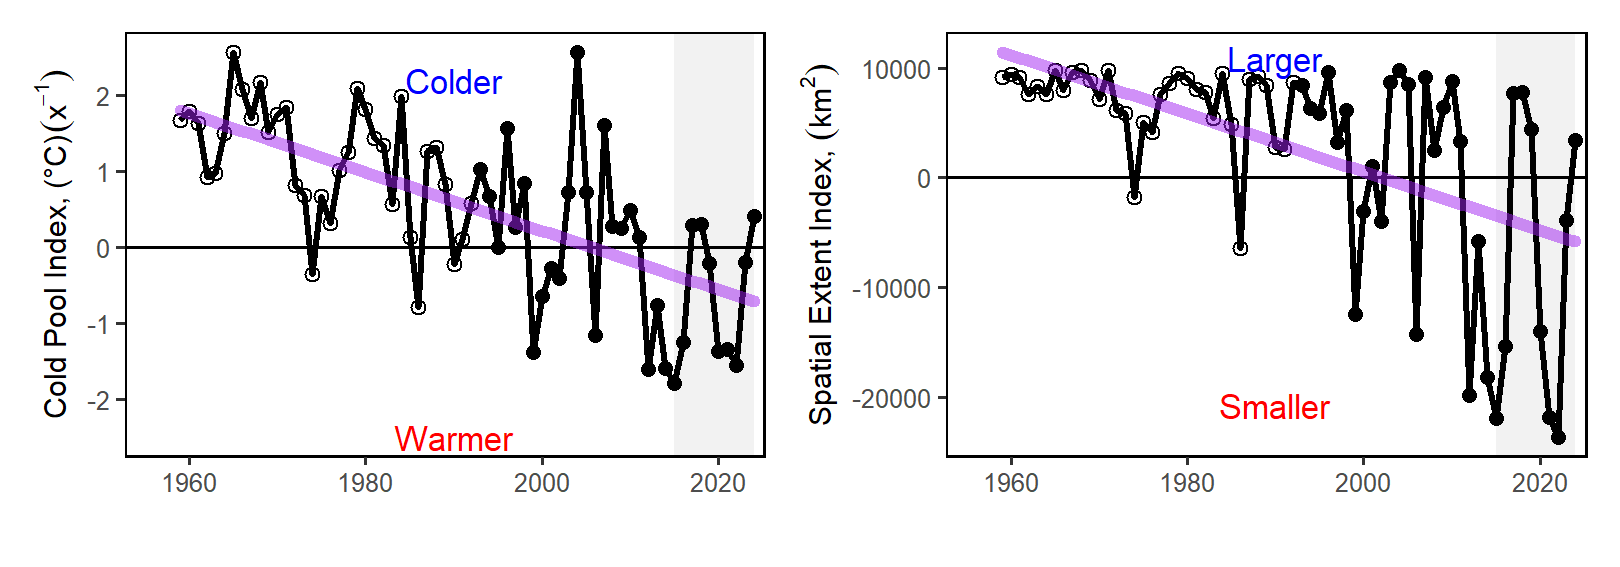 Cold Pool Index, (°C)(x⁻¹)
2
1
0
-1
-2
Colder
Warmer
1960 1980 2000 2020
Spatial Extent Index, (km²)
10000
0
-10000
-20000
Larger
Smaller
1960 1980 2000 2020